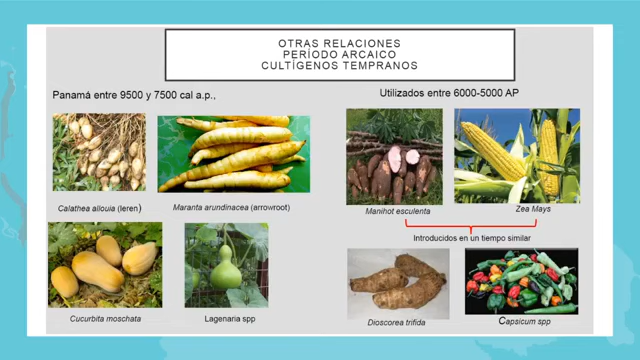 OTRAS RELACIONES
PERÍODO ARCAICO
CULTÍGENOS TEMPRANOS
Panamá entre 9500 y 7500 cal a.p.,
Calathea allouia (leren)
Maranta arundinacea (arrowroot)
Cucurbita moschata
Lagenaria spp
Utilizados entre 6000-5000 AP
Manihot esculenta
Zea Mays
Introducidos en un tiempo similar
Dioscorea trifida
Capsicum spp